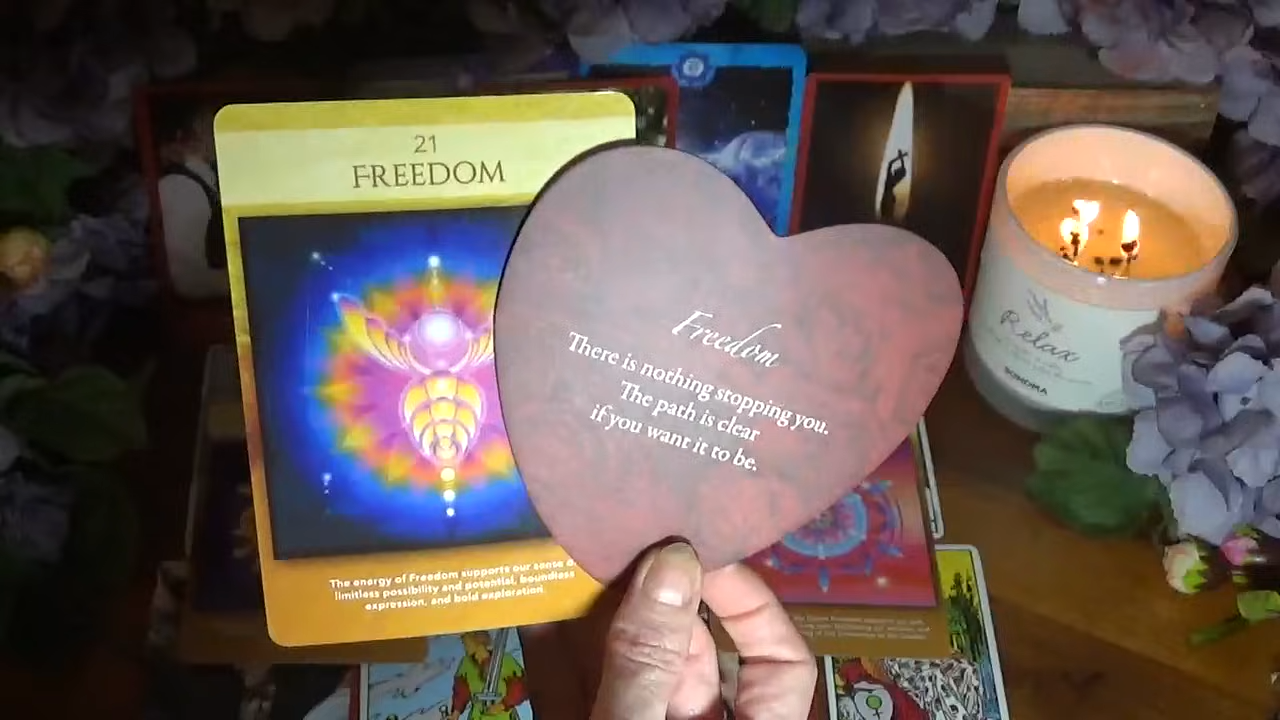 21
FREEDOM
The energy of Freedom supports our sense
limitless possibility and potential, boundless
expression, and bold exploration
Freedom
There is nothing stopping you.
The path is clear
if you want it to be.
Relax
SONOMA